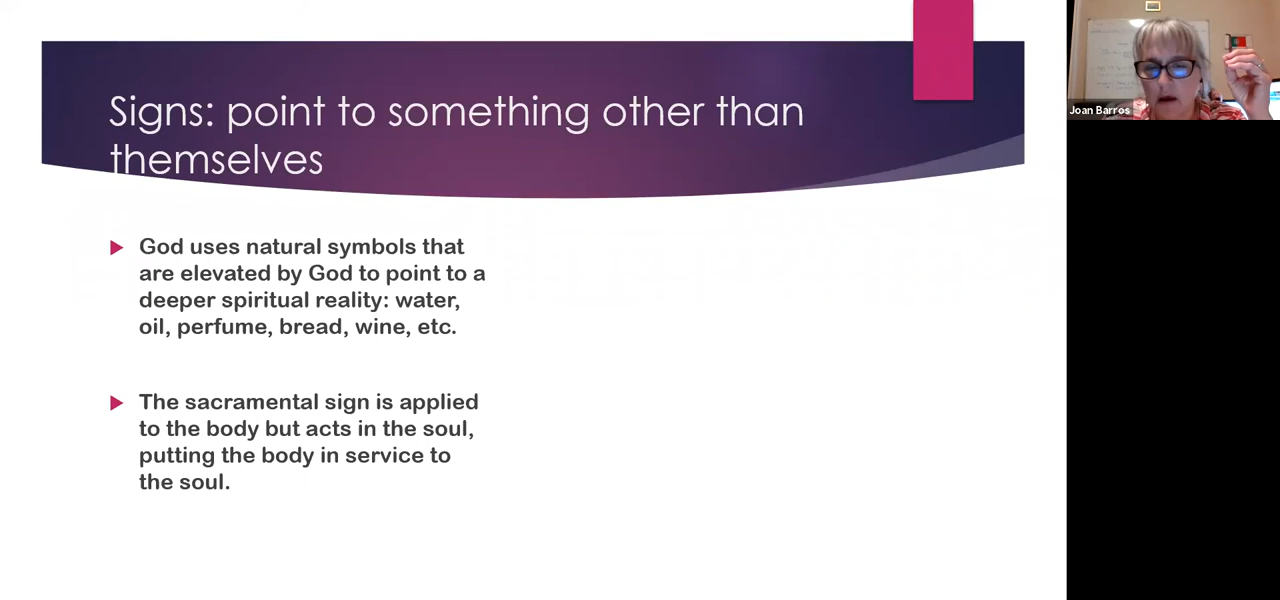 Signs: point to something other than
themselves
God uses natural symbols that
are elevated by God to point to a
deeper spiritual reality: water,
oil, perfume, bread, wine, etc.
The sacramental sign is applied
to the body but acts in the soul,
putting the body in service to
the soul.
Joan Barros